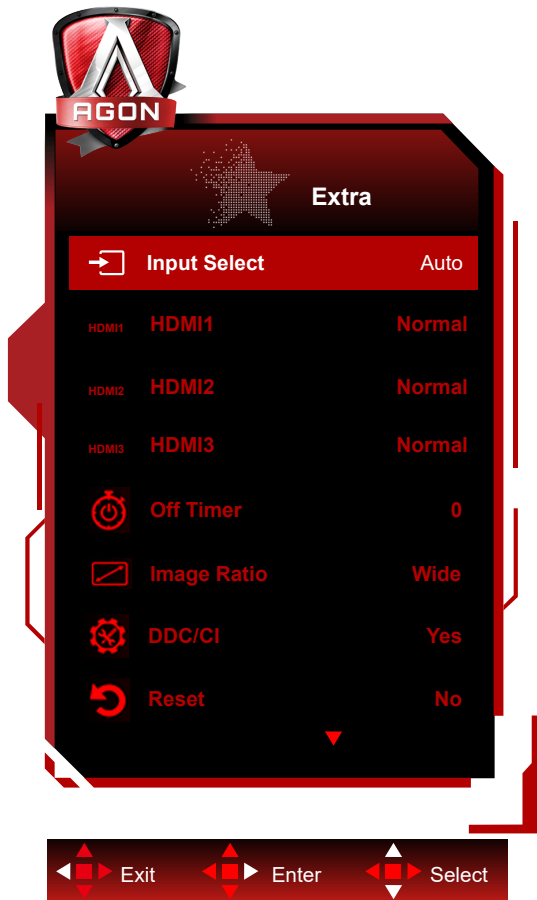 AGON
Extra
Input Select Auto
HDMI1 HDMI1 Normal
HDMI2 HDMI2 Normal
HDMI3 HDMI3 Normal
Off Timer 0
Image Ratio Wide
DDC/CI Yes
Reset No
Exit Enter Select